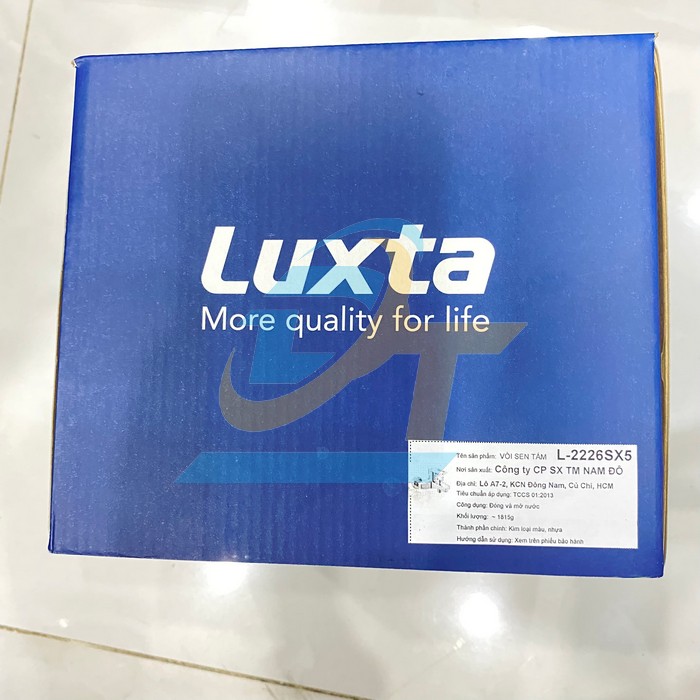 Luxta
More quality for life
Tên sản phẩm: VÒI SEN TẮM L-2226SX5
Nơi sản xuất: Công ty CP SX TM NAM ĐÔ
Địa chỉ: Lô A7-2, KCN Đông Nam, Củ Chi, HCM
Tiêu chuẩn áp dụng: TCCS 01:2013
Công dụng: Đóng và mở nước
Khối lượng: ~ 1815g
Thành phần chính: Kim loại màu, nhựa
Hướng dẫn sử dụng: Xem trên phiếu bảo hành